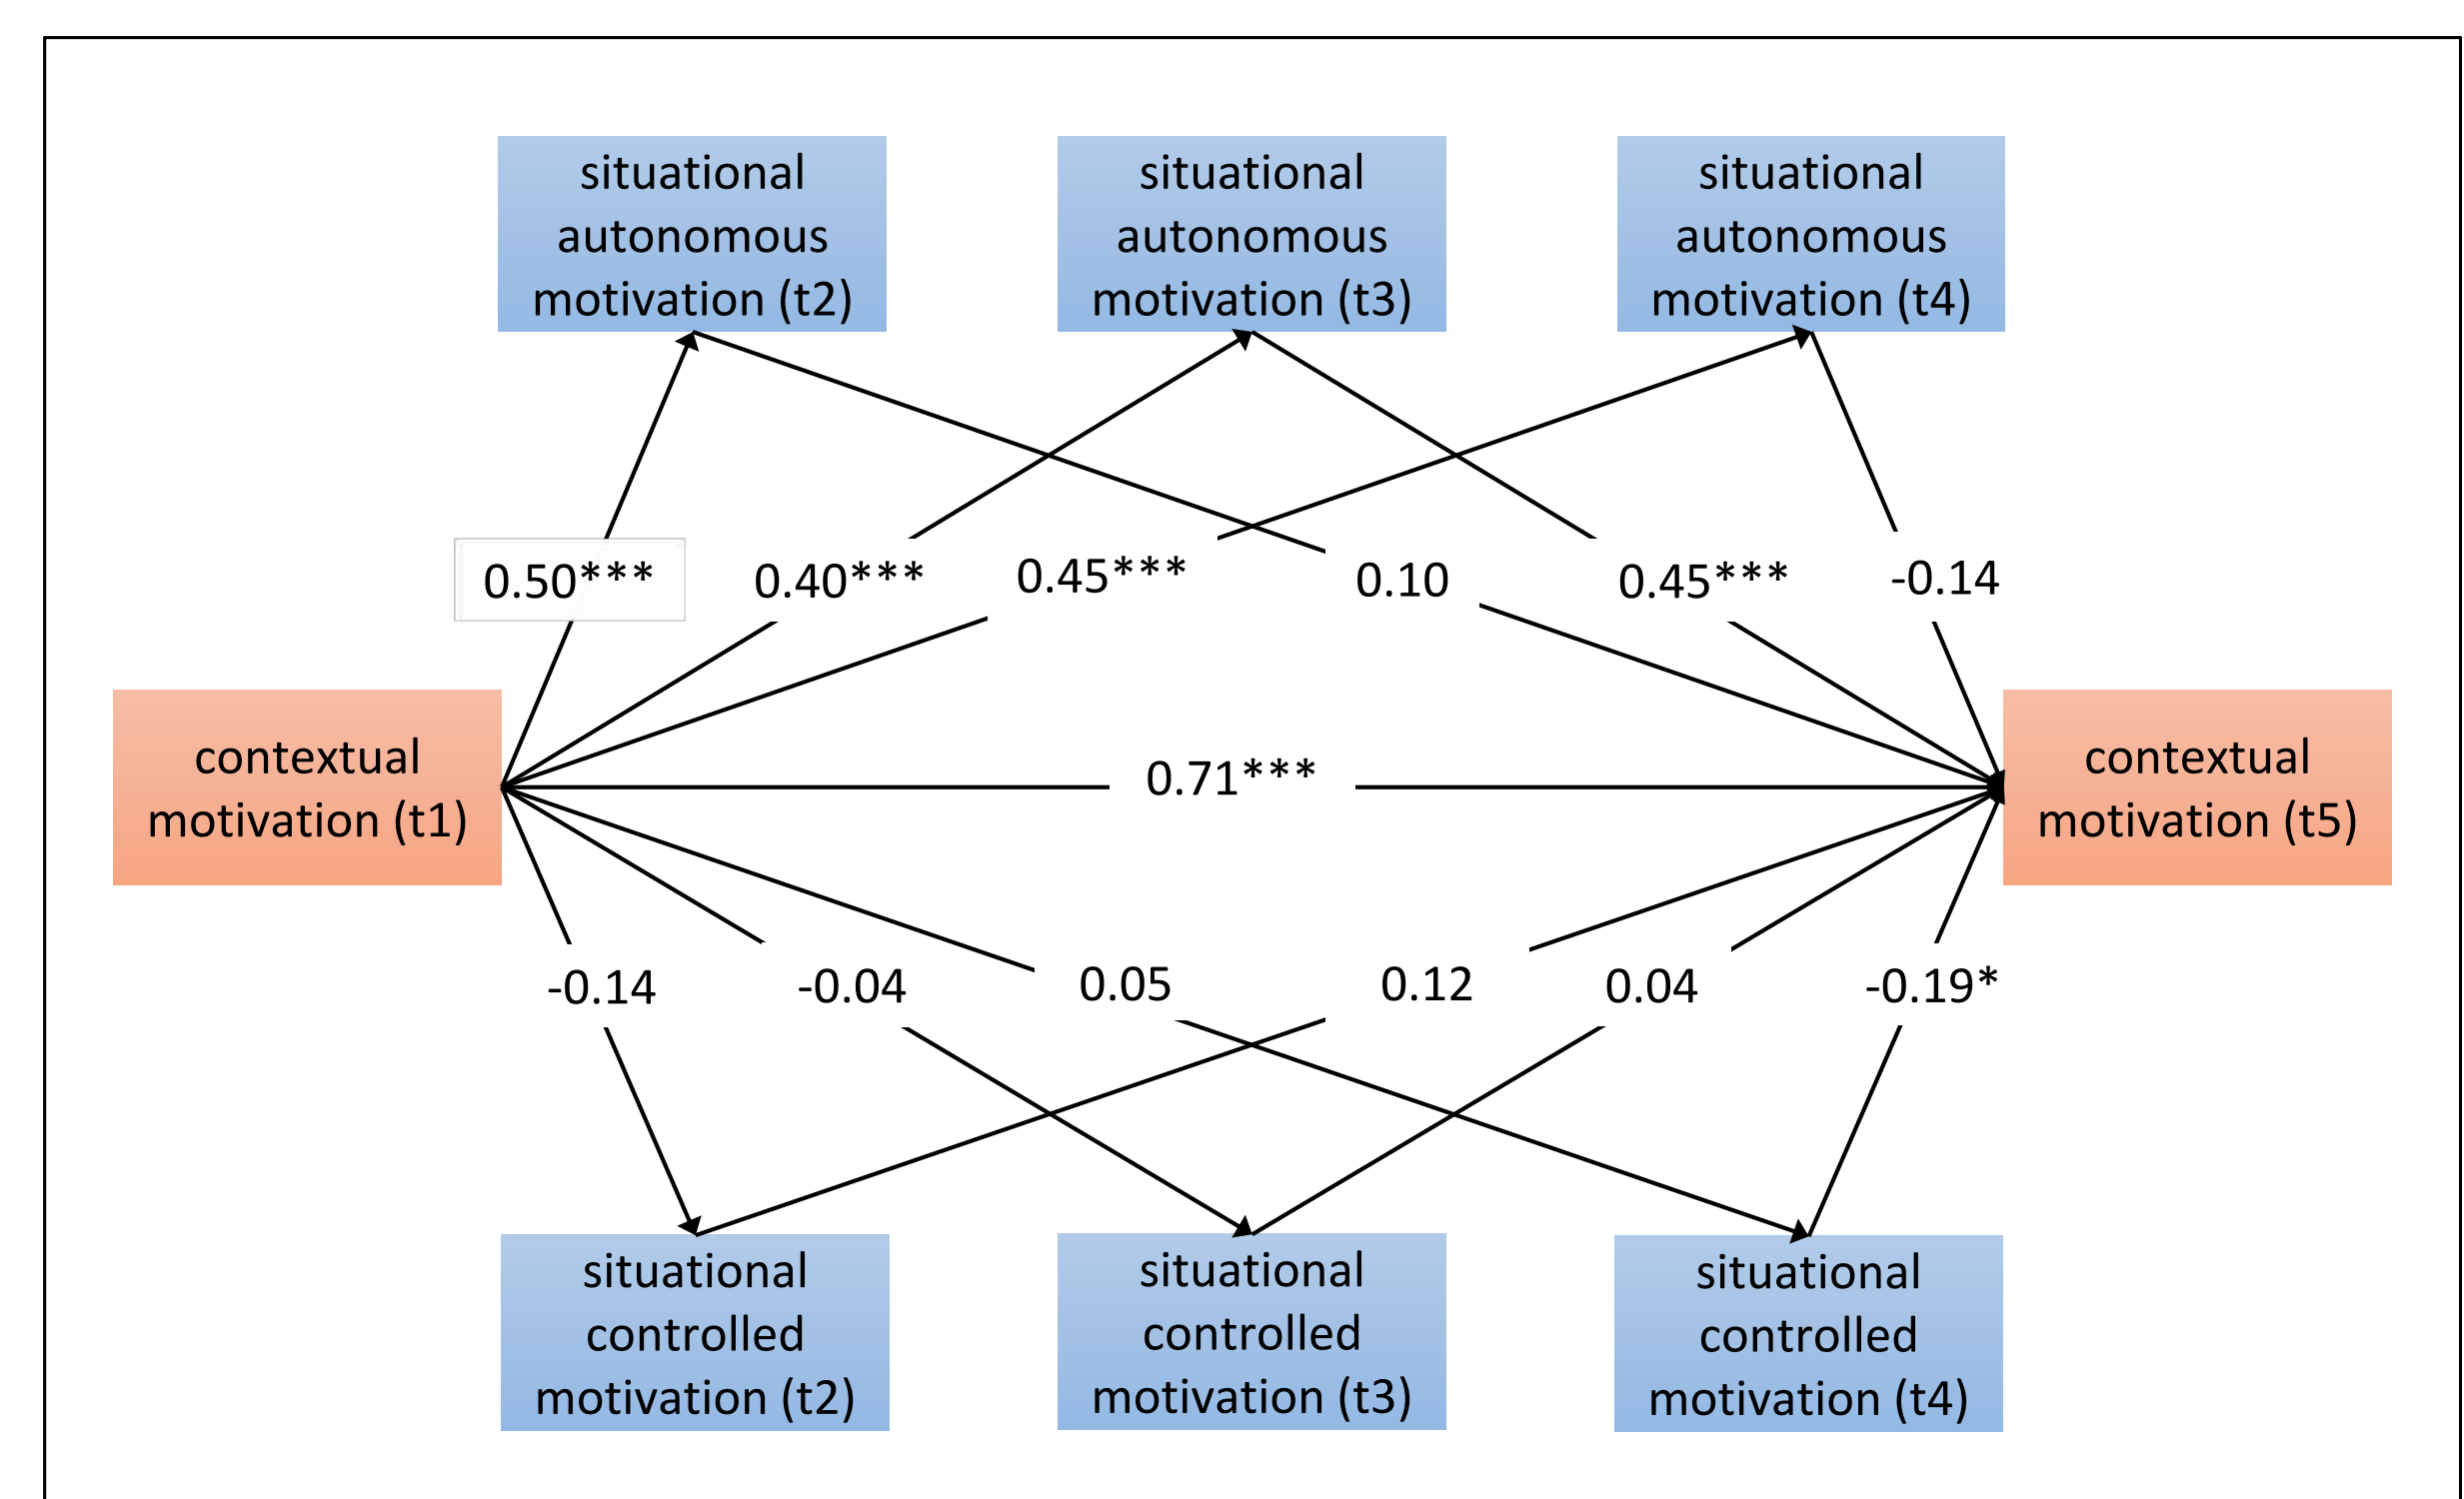 situational
autonomous
motivation (t2)
situational
autonomous
motivation (t3)
situational
autonomous
motivation (t4)
0.50***
0.40***
0.45***
0.10
0.45***
-0.14
contextual
motivation (t1)
0.71***
contextual
motivation (t5)
-0.14
-0.04
0.05
0.12
0.04
-0.19*
situational
controlled
motivation (t2)
situational
controlled
motivation (t3)
situational
controlled
motivation (t4)